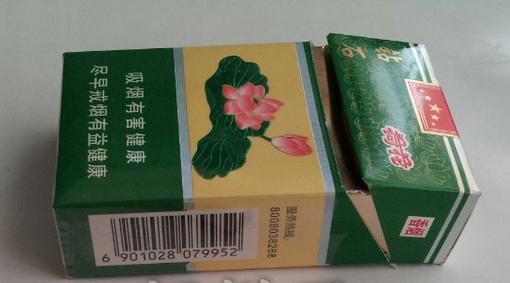 吸烟有害健康
尽早戒烟有益健康
服务热线:
8008038268
6 901028 079952
钻石
荷花
香烟